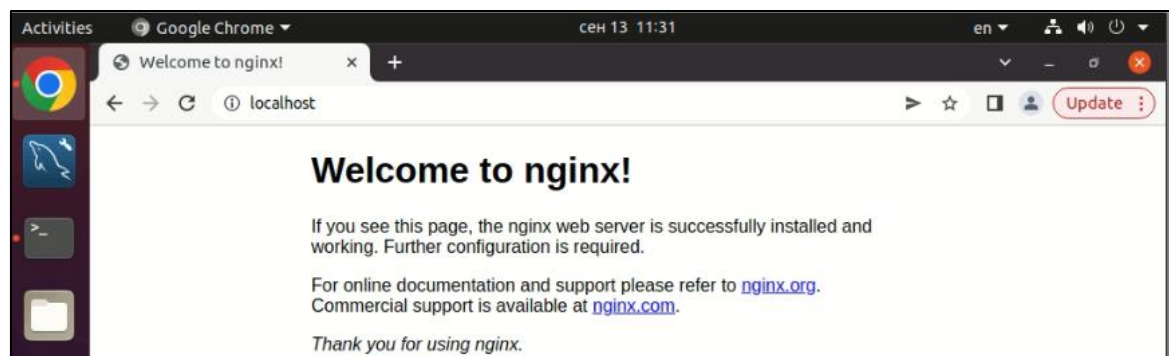 Activities Google Chrome сен 13 11:31 en
Welcome to nginx!
localhost Update
Welcome to nginx!
If you see this page, the nginx web server is successfully installed and
working. Further configuration is required.
For online documentation and support please refer to nginx.org.
Commercial support is available at nginx.com.
Thank you for using nginx.